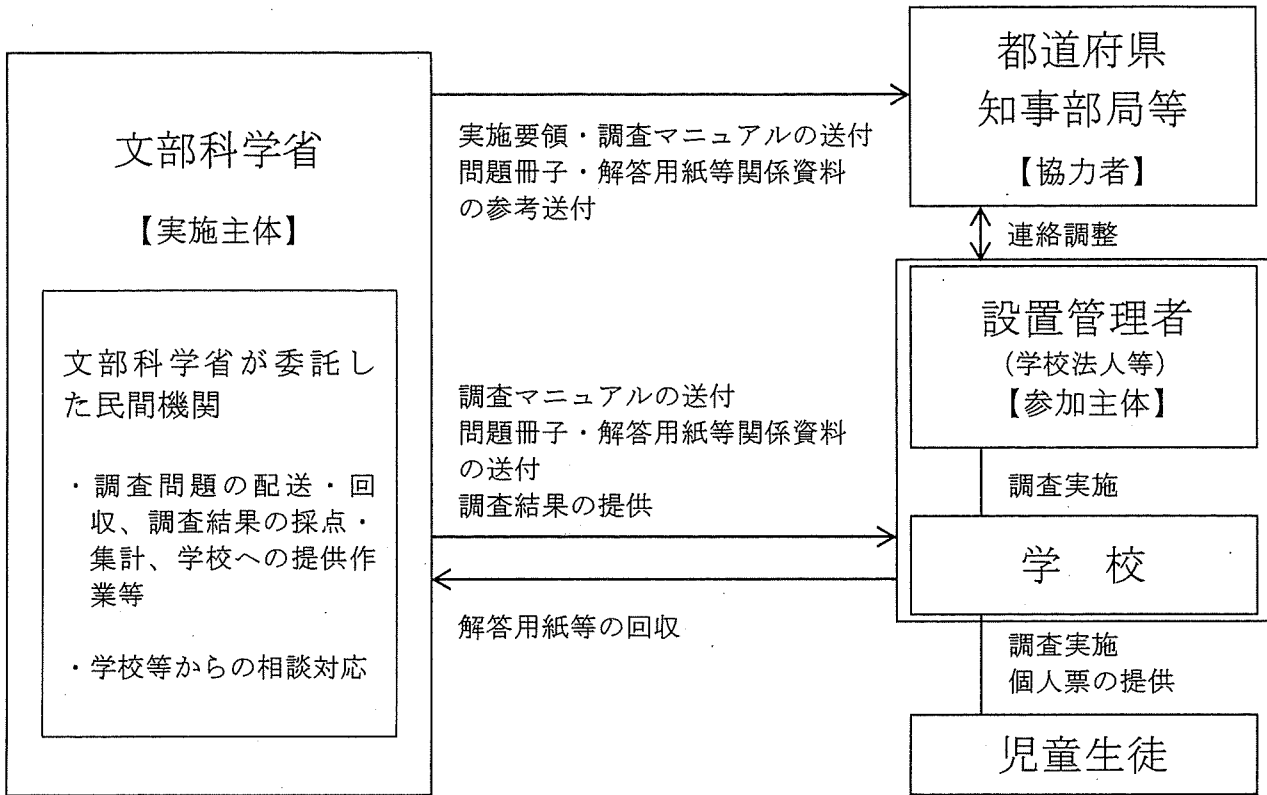 文部科学省
【実施主体】
文部科学省が委託し
た民間機関
・調査問題の配送・回
収、調査結果の採点・
集計、学校への提供作
業等
・学校等からの相談対応
実施要領・調査マニュアルの送付
問題冊子・解答用紙等関係資料
の参考送付
調査マニュアルの送付
問題冊子・解答用紙等関係資料
の送付
調査結果の提供
解答用紙等の回収
都道府県
知事部局等
【協力者】
連絡調整
設置管理者
(学校法人等)
【参加主体】
調査実施
学 校
調査実施
個人票の提供
児童生徒